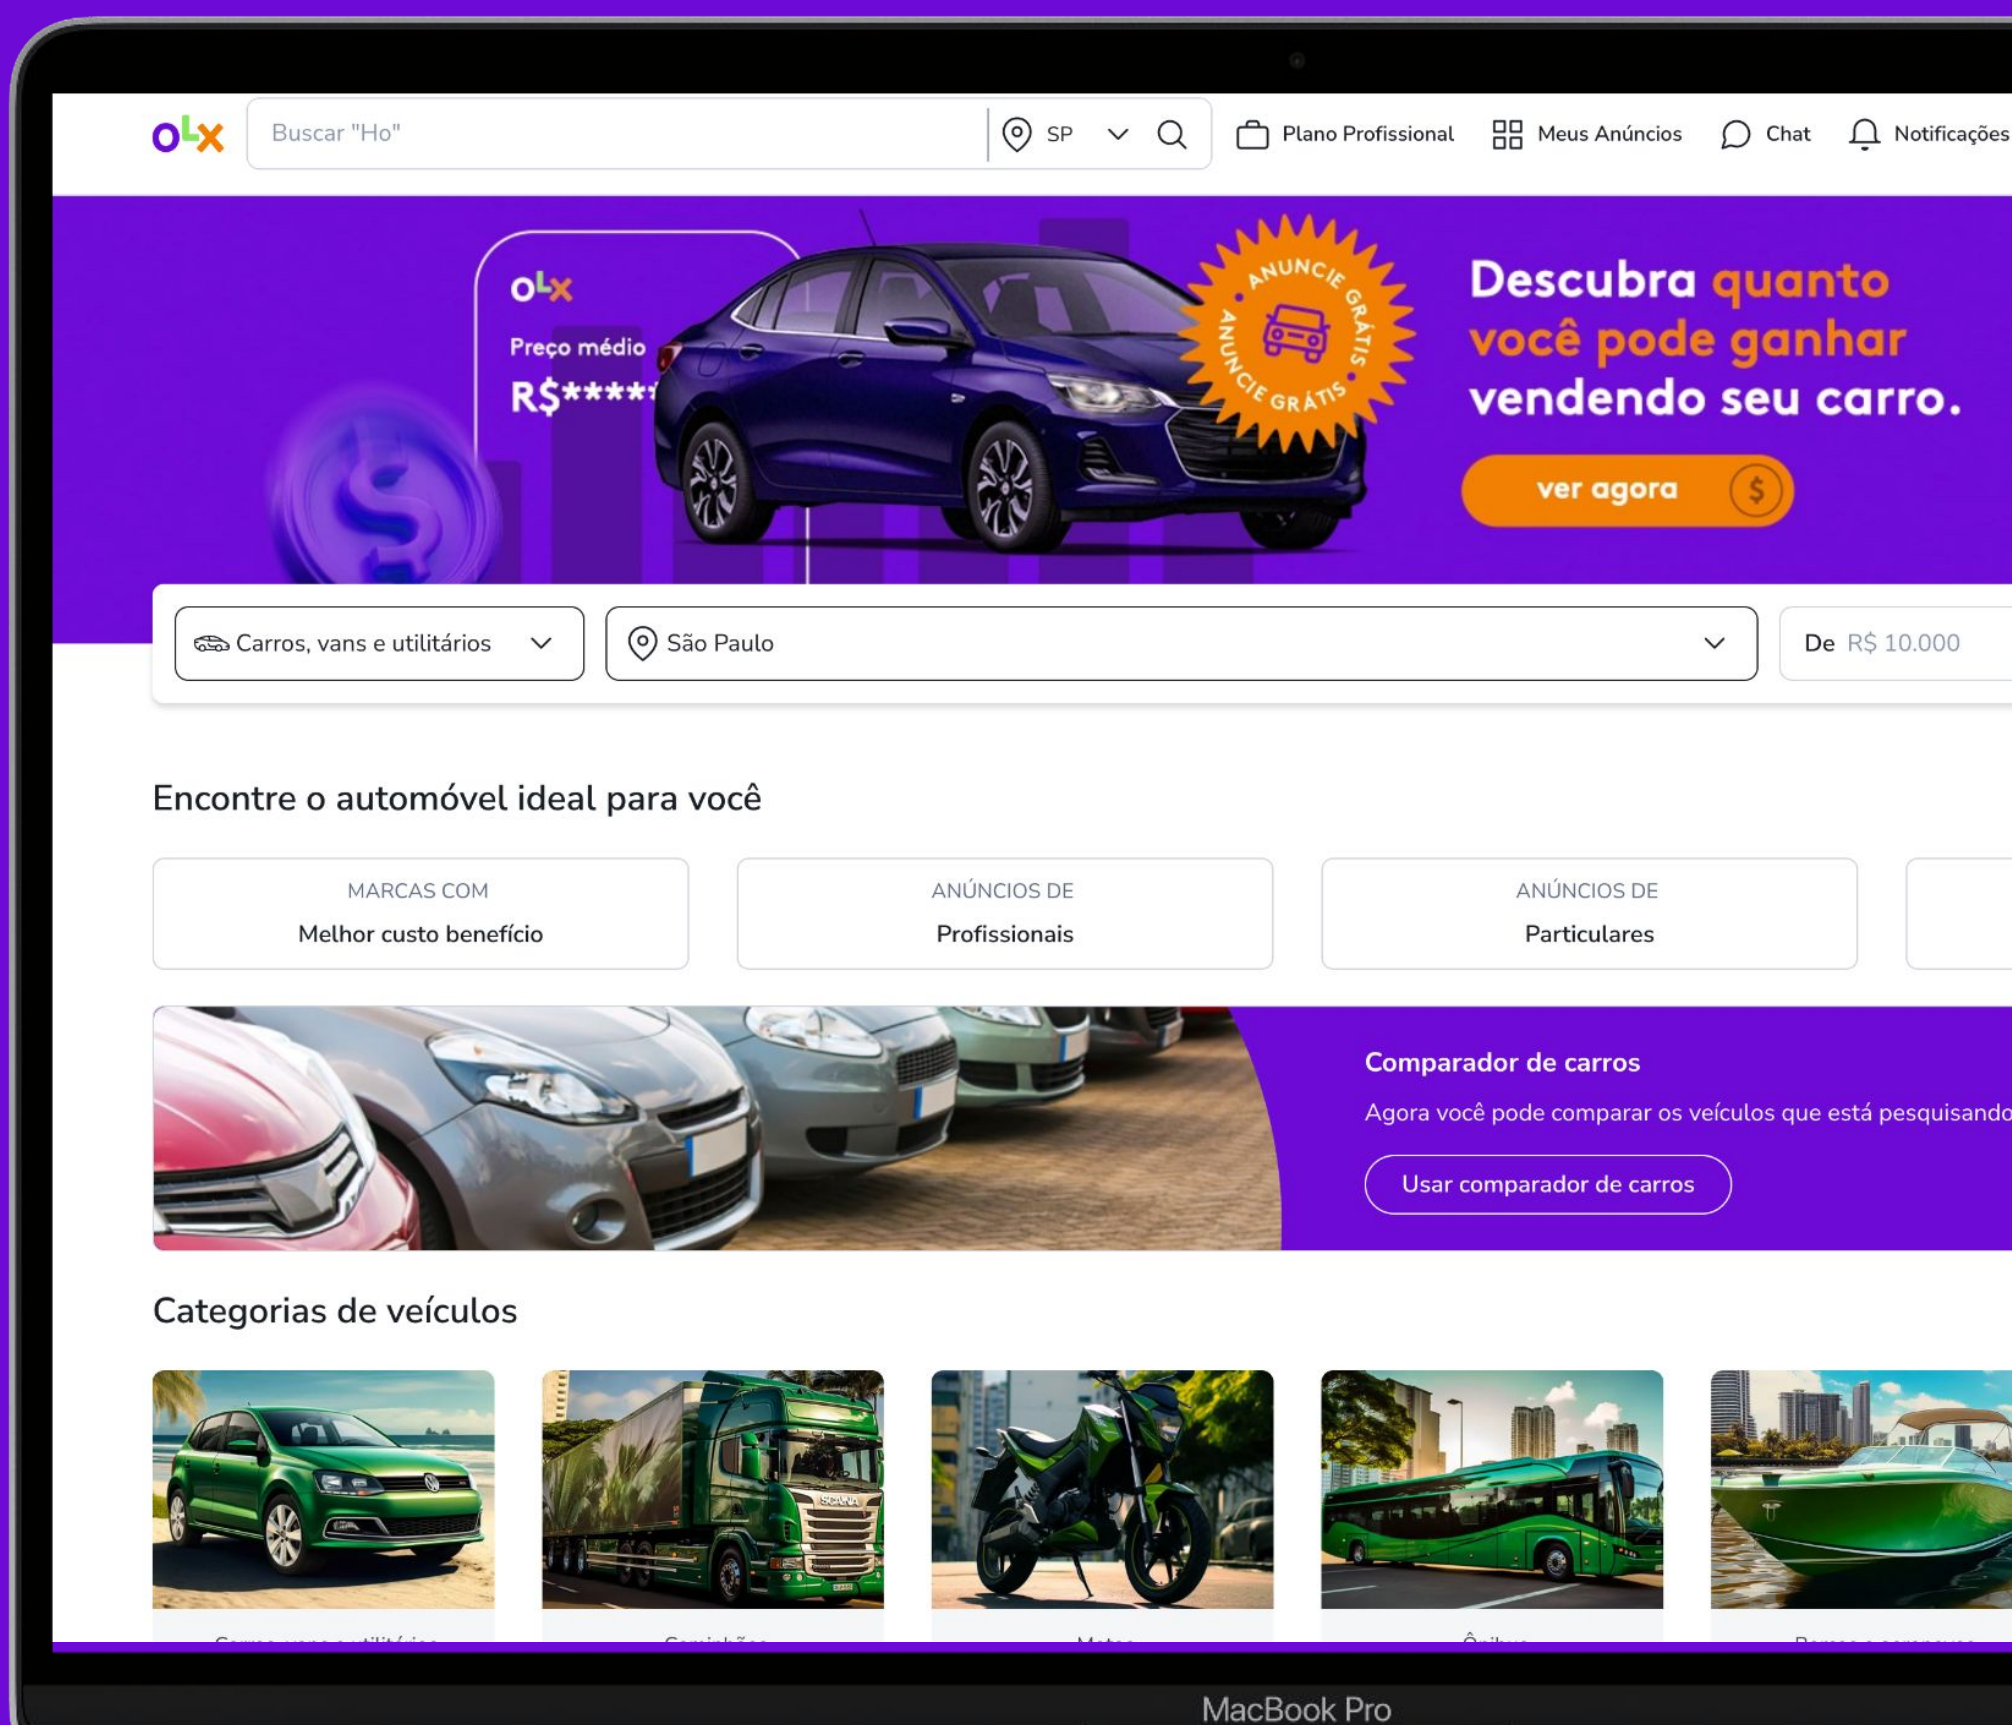 OLX
Buscar "Ho"
SP
Plano Profissional
Meus Anúncios
Chat
Notificações
OLX
Preço médio
R$*****
ANUNCIE GRÁTIS • ANUNCIE GRÁTIS •
Descubra quanto
você pode ganhar
vendendo seu carro.
ver agora
$
Carros, vans e utilitários
São Paulo
De R$ 10.000
Encontre o automóvel ideal para você
MARCAS COM
Melhor custo benefício
ANÚNCIOS DE
Profissionais
ANÚNCIOS DE
Particulares
Comparador de carros
Agora você pode comparar os veículos que está pesquisando
Usar comparador de carros
Categorias de veículos
SCANIA
MacBook Pro